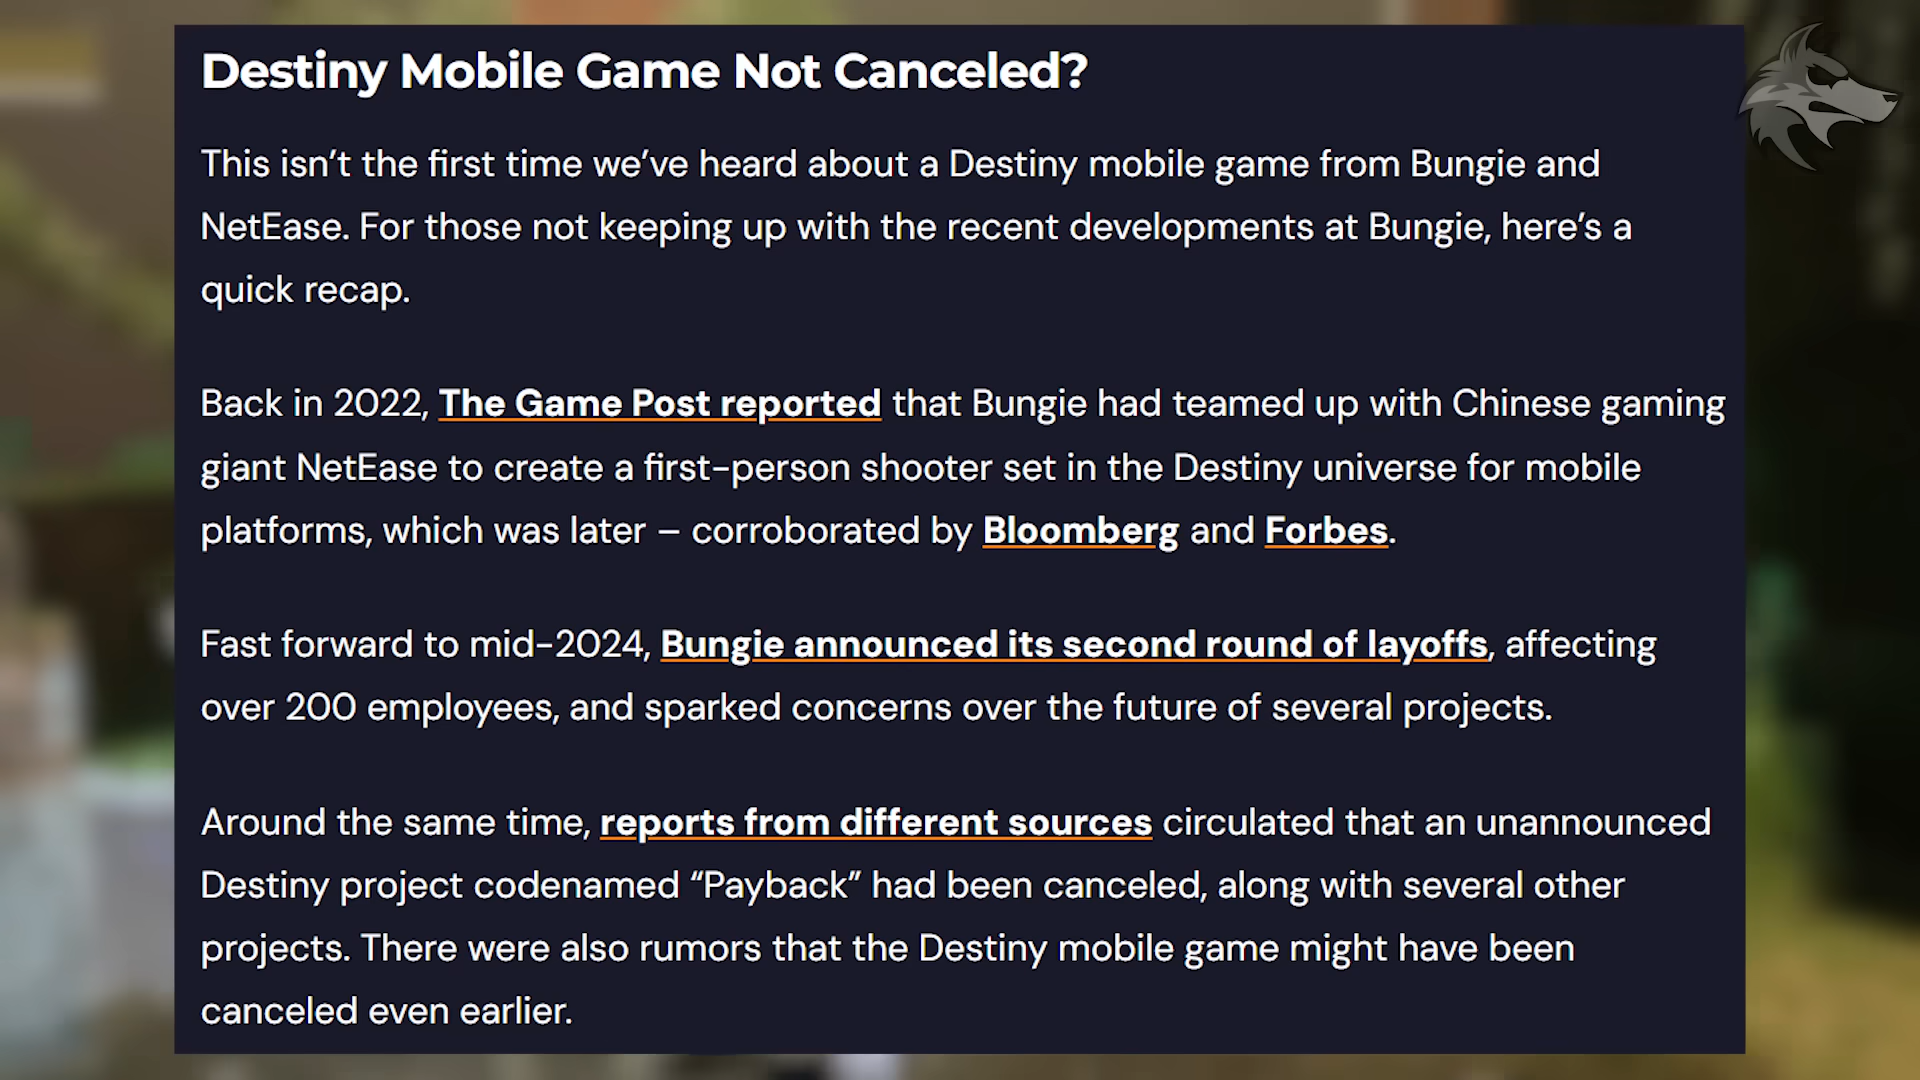 Destiny Mobile Game Not Canceled?
This isn’t the first time we’ve heard about a Destiny mobile game from Bungie and
NetEase. For those not keeping up with the recent developments at Bungie, here’s a
quick recap.
Back in 2022, The Game Post reported that Bungie had teamed up with Chinese gaming
giant NetEase to create a first-person shooter set in the Destiny universe for mobile
platforms, which was later – corroborated by Bloomberg and Forbes.
Fast forward to mid-2024, Bungie announced its second round of layoffs, affecting
over 200 employees, and sparked concerns over the future of several projects.
Around the same time, reports from different sources circulated that an unannounced
Destiny project codenamed “Payback” had been canceled, along with several other
projects. There were also rumors that the Destiny mobile game might have been
canceled even earlier.